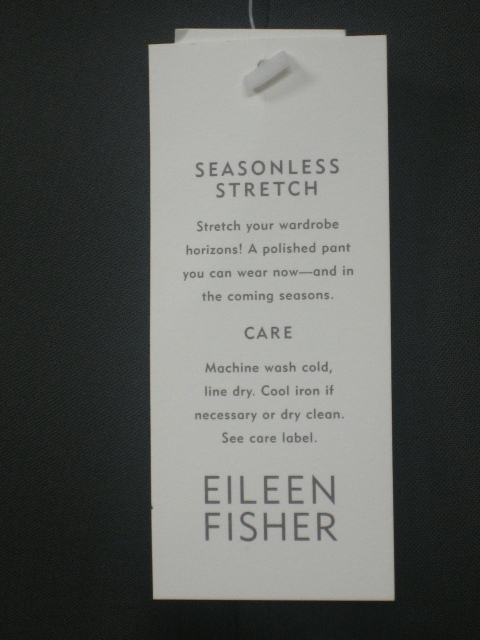 SEASONLESS
STRETCH
Stretch your wardrobe
horizons! A polished pant
you can wear now—and in
the coming seasons.
CARE
Machine wash cold,
line dry. Cool iron if
necessary or dry clean.
See care label.
EILEEN
FISHER